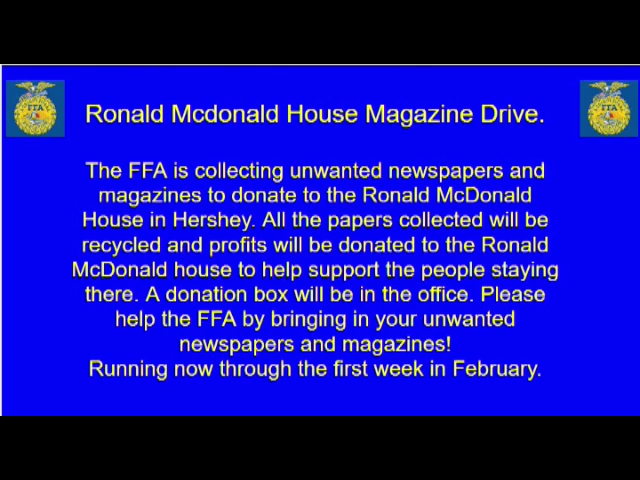 FFA
FFA
Ronald Mcdonald House Magazine Drive.
The FFA is collecting unwanted newspapers and
magazines to donate to the Ronald McDonald
House in Hershey. All the papers collected will be
recycled and profits will be donated to the Ronald
McDonald house to help support the people staying
there. A donation box will be in the office. Please
help the FFA by bringing in your unwanted
newspapers and magazines!
Running now through the first week in February.